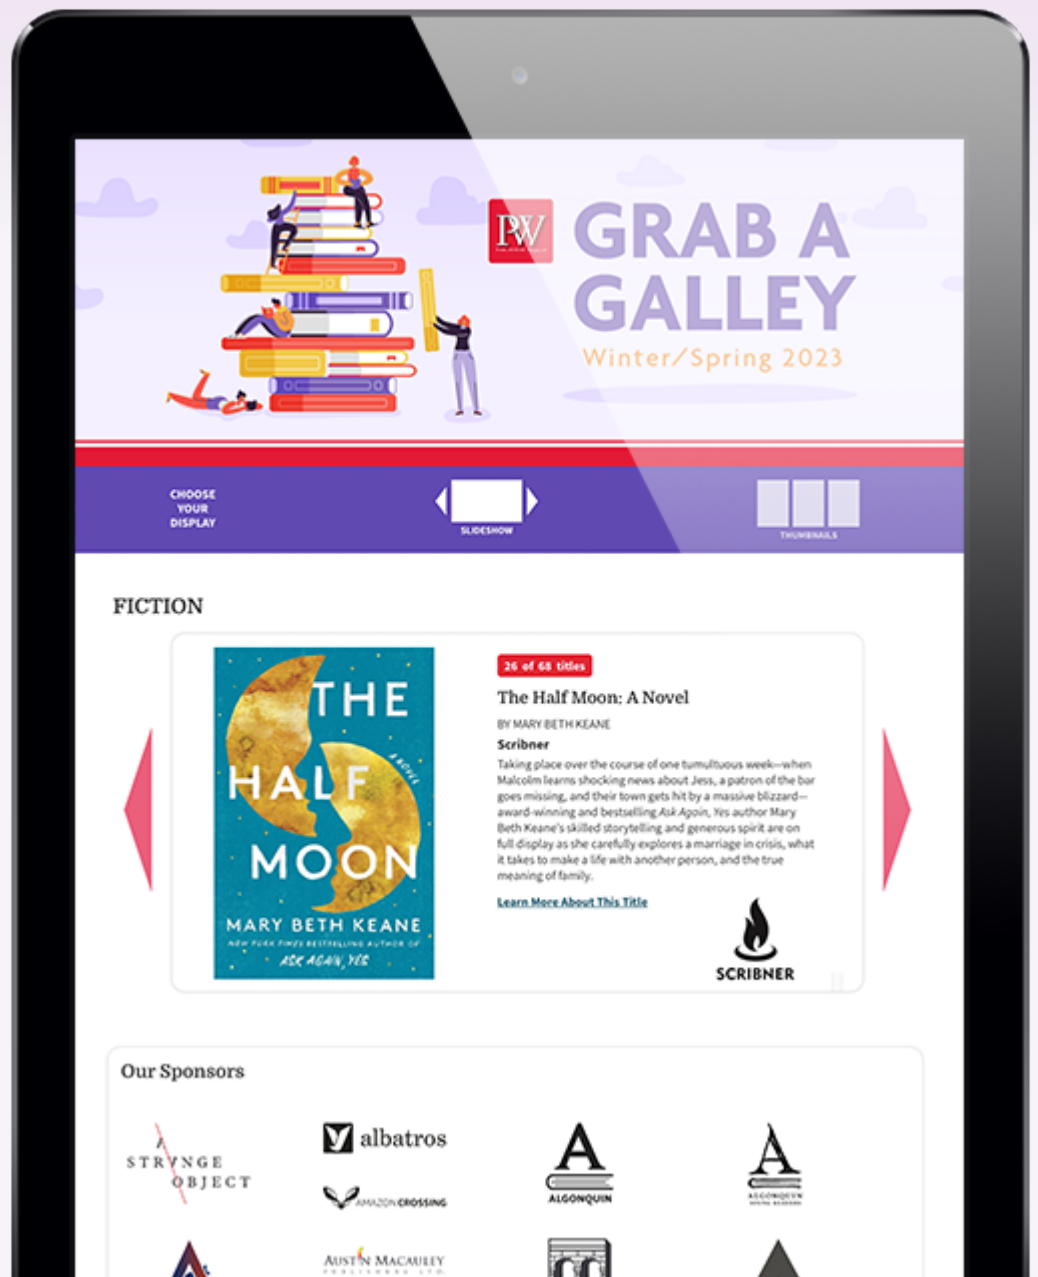 PW
GRAB A
GALLEY
Winter/Spring 2023
CHOOSE
YOUR
DISPLAY
SLIDESHOW
THUMBNAILS
FICTION
THE
HALF
MOON
A NOVEL
MARY BETH KEANE
NEW YORK TIMES BESTSELLING AUTHOR OF
ASK AGAIN, YES
26 of 68 titles
The Half Moon: A Novel
BY MARY BETH KEANE
Scribner
Taking place over the course of one tumultuous week—when
Malcolm learns shocking news about Jess, a patron of the bar
goes missing, and their town gets hit by a massive blizzard—
award-winning and bestselling Ask Again, Yes author Mary
Beth Keane's skilled storytelling and generous spirit are on
full display as she carefully explores a marriage in crisis, what
it takes to make a life with another person, and the true
meaning of family.
Learn More About This Title
SCRIBNER
Our Sponsors
A
STRANGE
OBJECT
albatros
AMAZONCROSSING
A
ALGONQUIN
A
ALGONQUIN
YOUNG READERS
AUSTIN MACAULEY
PUBLISHERS LTD.